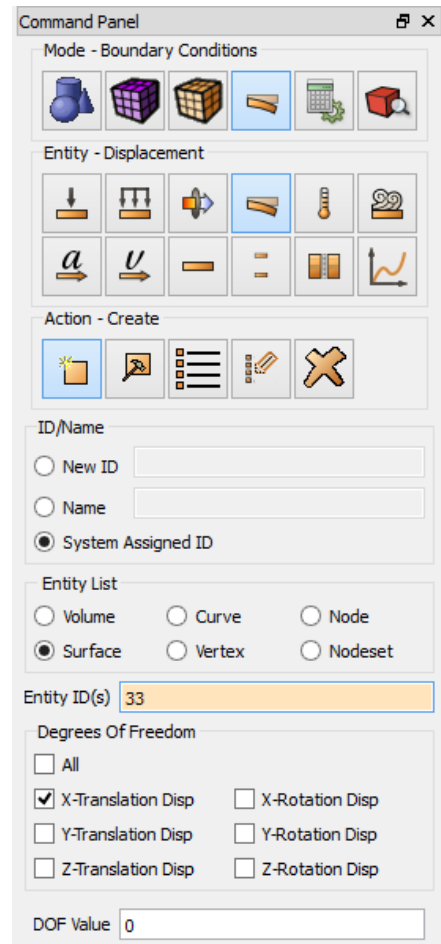 Command Panel
Mode - Boundary Conditions
Entity - Displacement
a
v
Action - Create
ID/Name
New ID
Name
System Assigned ID
Entity List
Volume Curve Node
Surface Vertex Nodeset
Entity ID(s) 33
Degrees Of Freedom
All
X-Translation Disp X-Rotation Disp
Y-Translation Disp Y-Rotation Disp
Z-Translation Disp Z-Rotation Disp
DOF Value 0